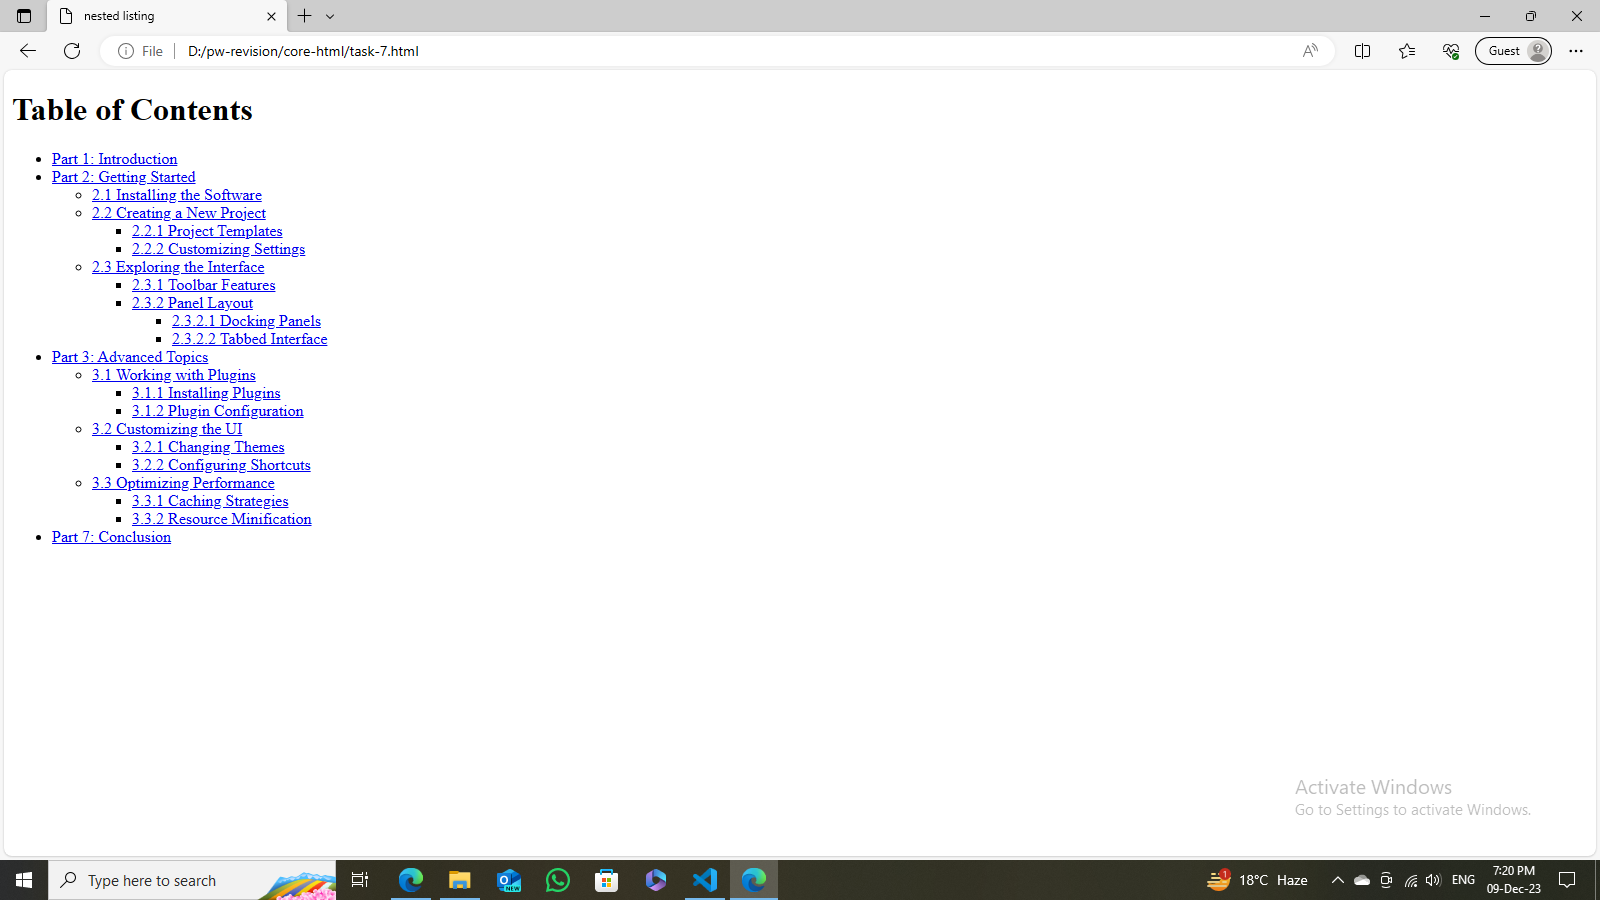 nested listing
File
D:/pw-revision/core-html/task-7.html
Guest
Table of Contents
Part 1: Introduction
Part 2: Getting Started
2.1 Installing the Software
2.2 Creating a New Project
2.2.1 Project Templates
2.2.2 Customizing Settings
2.3 Exploring the Interface
2.3.1 Toolbar Features
2.3.2 Panel Layout
2.3.2.1 Docking Panels
2.3.2.2 Tabbed Interface
Part 3: Advanced Topics
3.1 Working with Plugins
3.1.1 Installing Plugins
3.1.2 Plugin Configuration
3.2 Customizing the UI
3.2.1 Changing Themes
3.2.2 Configuring Shortcuts
3.3 Optimizing Performance
3.3.1 Caching Strategies
3.3.2 Resource Minification
Part 7: Conclusion
Activate Windows
Go to Settings to activate Windows.
Type here to search
NEW
1
18°C Haze
ENG
7:20 PM
09-Dec-23